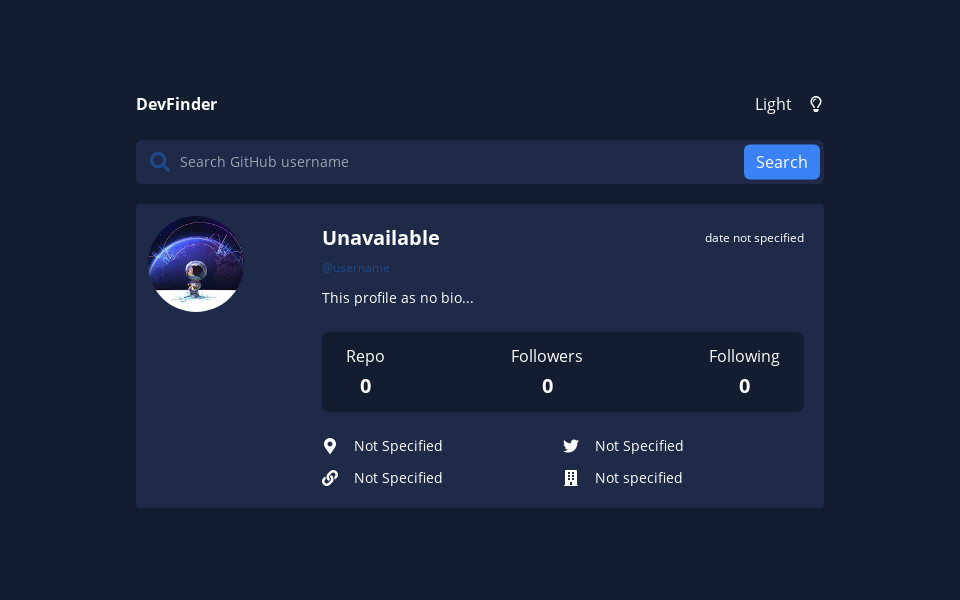 DevFinder
Light
Search GitHub username
Search
Unavailable
date not specified
@username
This profile as no bio...
Repo
Followers
Following
0
0
0
Not Specified
Not Specified
Not Specified
Not specified